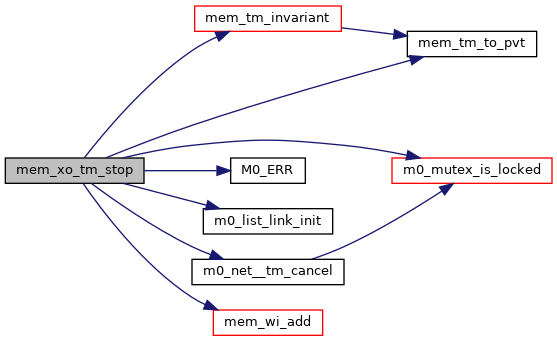 mem_tm_invariant
mem_tm_to_pvt
mem_xo_tm_stop
M0_ERR
m0_mutex_is_locked
m0_list_link_init
m0_net__tm_cancel
mem_wi_add